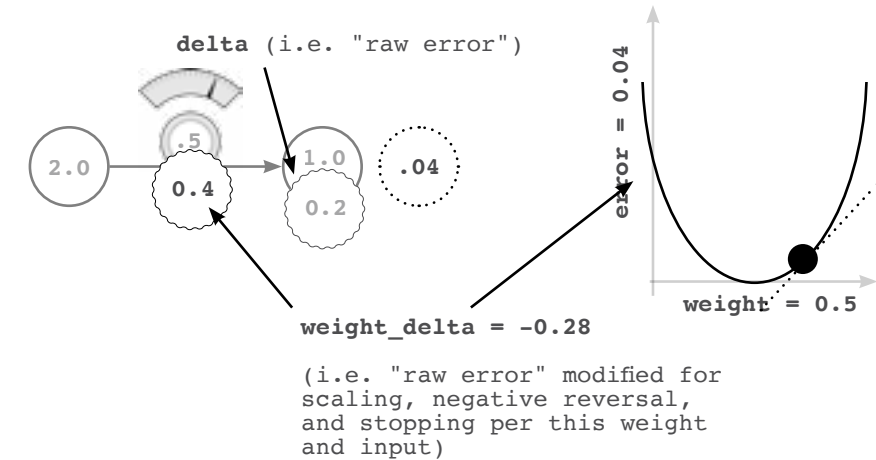 delta (i.e. "raw error")
2.0
.5
0.4
1.0
0.2
.04
error = 0.04
weight = 0.5
weight_delta = -0.28
(i.e. "raw error" modified for
scaling, negative reversal,
and stopping per this weight
and input)